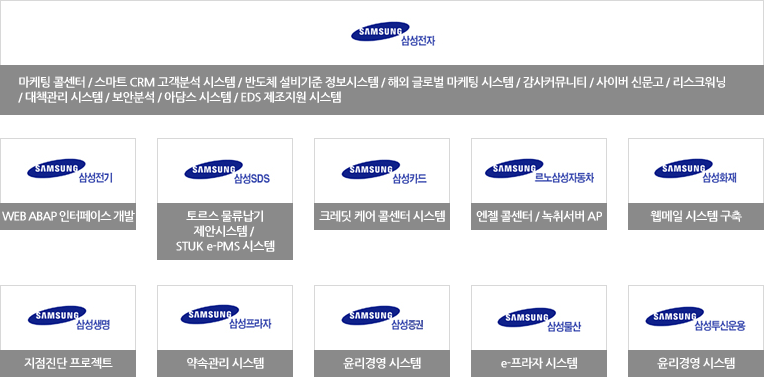 SAMSUNG 삼성전자
마케팅 콜센터 / 스마트 CRM 고객분석 시스템 / 반도체 설비기준 정보시스템 / 해외 글로벌 마케팅 시스템 / 감사커뮤니티 / 사이버 신문고 / 리스크워닝
/ 대책관리 시스템 / 보안분석 / 아담스 시스템 / EDS 제조지원 시스템
SAMSUNG 삼성전기
WEB ABAP 인터페이스 개발
SAMSUNG 삼성SDS
토르스 물류납기
제안시스템 /
STUK e-PMS 시스템
SAMSUNG 삼성카드
크레딧 케어 콜센터 시스템
SAMSUNG 르노삼성자동차
엔젤 콜센터 / 녹취서버 AP
SAMSUNG 삼성화재
웹메일 시스템 구축
SAMSUNG 삼성생명
지점진단 프로젝트
SAMSUNG 삼성프라자
약속관리 시스템
SAMSUNG 삼성증권
윤리경영 시스템
SAMSUNG 삼성물산
e-프라자 시스템
SAMSUNG 삼성투신운용
윤리경영 시스템